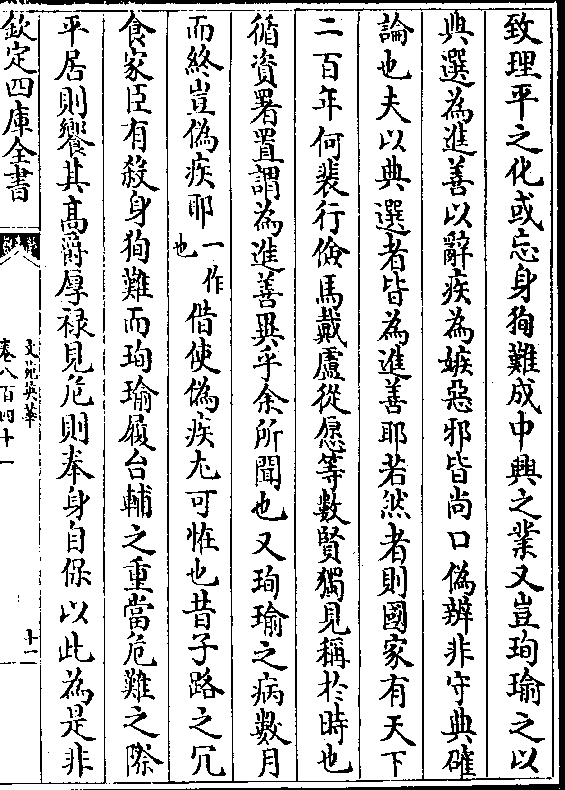 致理平之化或忘身狥難成中興之業又豈珣瑜之以
典選為進善以辭疾為嫉惡邪皆尚口偽辨非守典確
論也夫以典選者皆為進善耶若然者則國家有天下
二百年何裴行儉馬戴盧從愿等數賢獨見稱於時也
循資署置謂為進善異乎余所聞也又珣瑜之病數月
而終豈偽疾耶一作也借使偽疾尤可恠也昔子路之冗
食家臣有殺身狥難而珣瑜履台輔之重當危難之際
平居則饗其高爵厚禄見危則奉身自保以此為是非
欽定四庫全書
文苑英華
卷八百四十一
十一